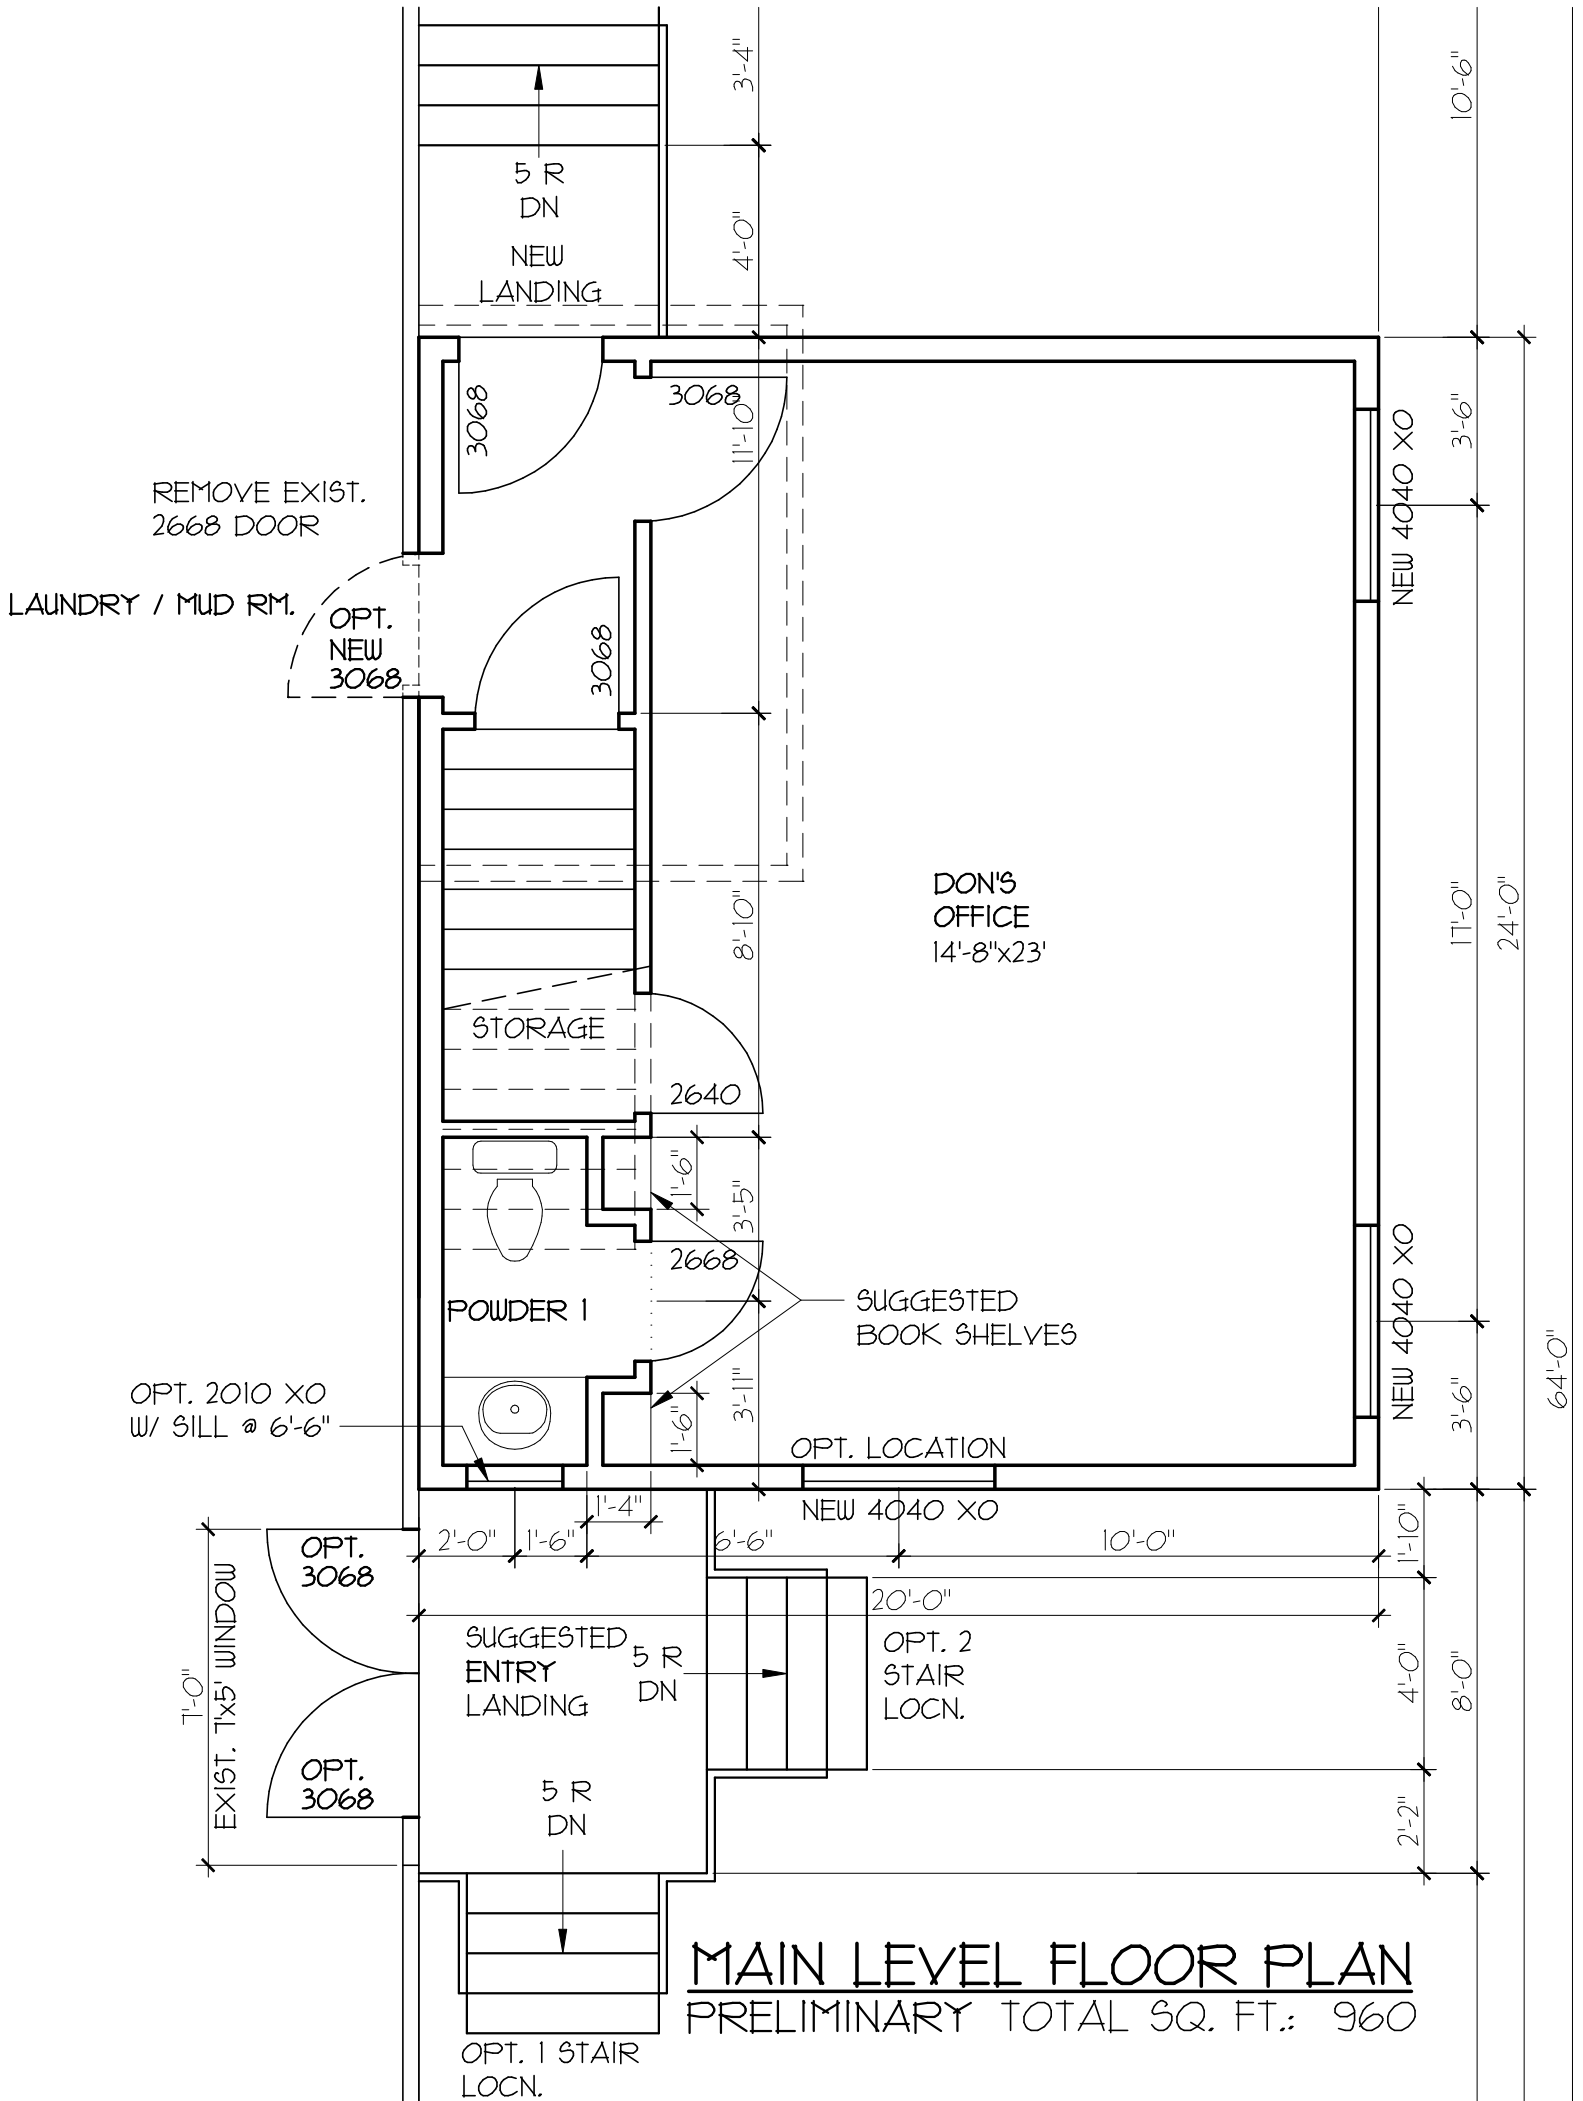 3'-4"
10'-6"
5 R
DN
4'-0"
NEW
LANDING
3068
3068
11'-10"
3'-6"
NEW 4040 XO
REMOVE EXIST.
2668 DOOR
LAUNDRY / MUD RM.
OPT.
NEW
3068
3068
DON'S
OFFICE
14'-8"x23'
8'-10"
17'-0"
24'-0"
STORAGE
2640
1'-6"
3'-5"
2668
POWDER 1
SUGGESTED
BOOK SHELVES
NEW 4040 XO
64'-0"
OPT. 2010 XO
W/ SILL @ 6'-6"
3'-11"
1'-6"
3'-6"
OPT. LOCATION
NEW 4040 XO
1'-4"
2'-0"
1'-6"
6'-6"
10'-0"
1'-10"
OPT.
3068
20'-0"
SUGGESTED
ENTRY
LANDING
5 R
DN
OPT. 2
STAIR
LOCN.
4'-0"
8'-0"
7'-0"
EXIST. 7'x5' WINDOW
OPT.
3068
5 R
DN
2'-2"
MAIN LEVEL FLOOR PLAN
PRELIMINARY TOTAL SQ. FT.: 960
OPT. 1 STAIR
LOCN.